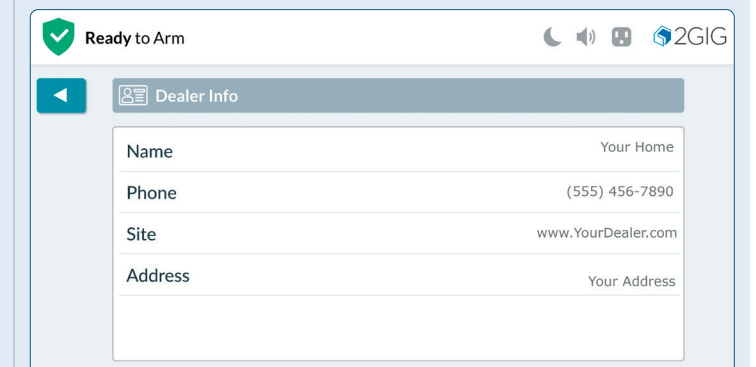 Ready to Arm
2GIG
Dealer Info
Name Your Home
Phone (555) 456-7890
Site www.YourDealer.com
Address Your Address